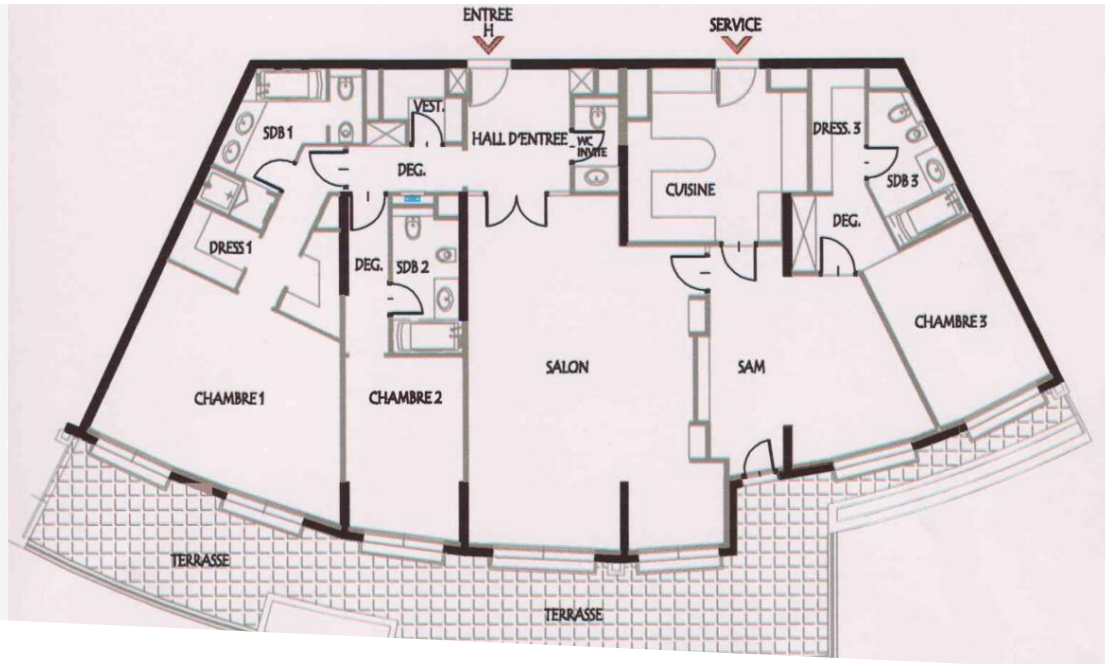 ENTREE
H
SERVICE
SDB 1
VEST.
HALL D'ENTREE
WC
INVITE
DEG.
CUISINE
DRESS. 3
SDB 3
DEG.
DRESS 1
DEG.
SDB 2
CHAMBRE 1
CHAMBRE 2
SALON
SAM
CHAMBRE 3
TERRASSE
TERRASSE